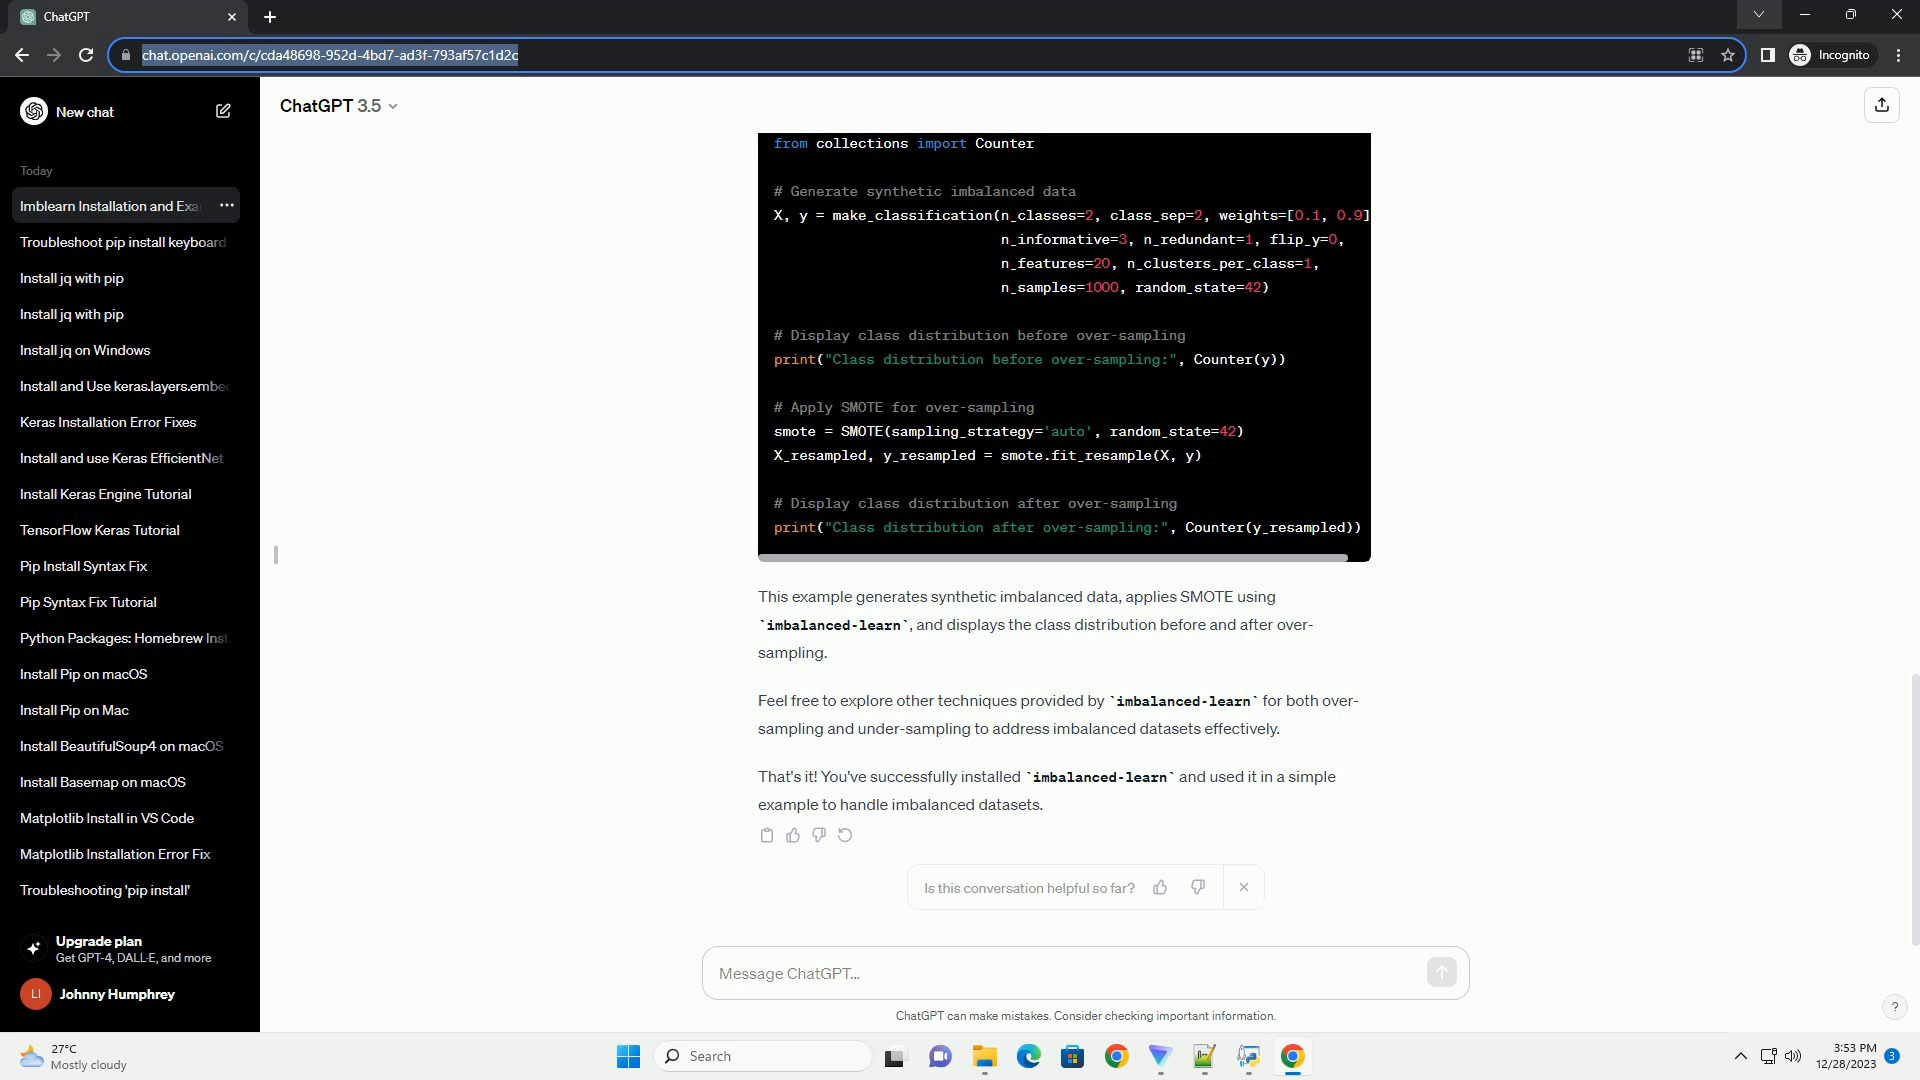 ChatGPT
chat.openai.com/c/cda48698-952d-4bd7-ad3f-793af57c1d2c
Incognito
New chat
ChatGPT 3.5
Today
Imblearn Installation and Exa
Troubleshoot pip install keyboard
Install jq with pip
Install jq with pip
Install jq on Windows
Install and Use keras.layers.embe
Keras Installation Error Fixes
Install and use Keras EfficientNet
Install Keras Engine Tutorial
TensorFlow Keras Tutorial
Pip Install Syntax Fix
Pip Syntax Fix Tutorial
Python Packages: Homebrew Inst
Install Pip on macOS
Install Pip on Mac
Install BeautifulSoup4 on macOS
Install Basemap on macOS
Matplotlib Install in VS Code
Matplotlib Installation Error Fix
Troubleshooting 'pip install'
Upgrade plan
Get GPT-4, DALL·E, and more
LI
Johnny Humphrey
from collections import Counter
# Generate synthetic imbalanced data
X, y = make_classification(n_classes=2, class_sep=2, weights=[0.1, 0.9]
n_informative=3, n_redundant=1, flip_y=0,
n_features=20, n_clusters_per_class=1,
n_samples=1000, random_state=42)
# Display class distribution before over-sampling
print("Class distribution before over-sampling:", Counter(y))
# Apply SMOTE for over-sampling
smote = SMOTE(sampling_strategy='auto', random_state=42)
X_resampled, y_resampled = smote.fit_resample(X, y)
# Display class distribution after over-sampling
print("Class distribution after over-sampling:", Counter(y_resampled))
This example generates synthetic imbalanced data, applies SMOTE using
`imbalanced-learn`, and displays the class distribution before and after over-
sampling.
Feel free to explore other techniques provided by `imbalanced-learn` for both over-
sampling and under-sampling to address imbalanced datasets effectively.
That's it! You've successfully installed `imbalanced-learn` and used it in a simple
example to handle imbalanced datasets.
Is this conversation helpful so far?
Message ChatGPT...
ChatGPT can make mistakes. Consider checking important information.
?
27°C
Mostly cloudy
Search
3:53 PM
12/28/2023
3